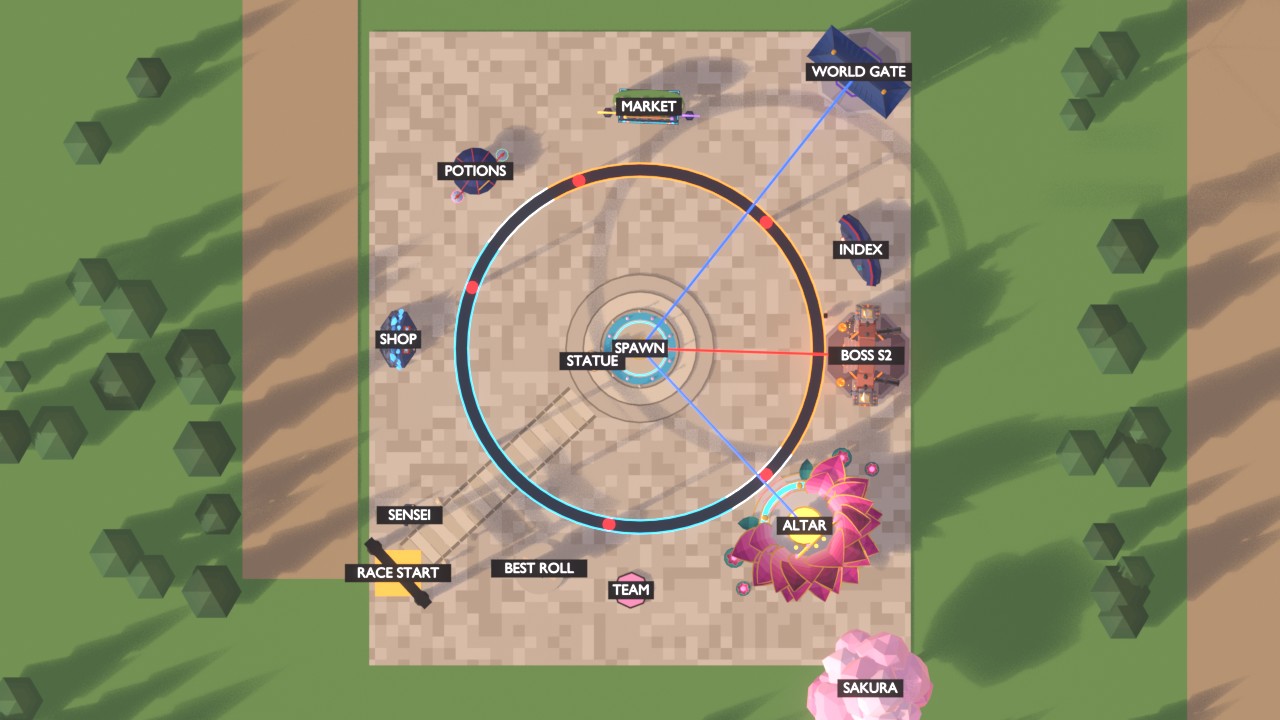 WORLD GATE
MARKET
POTIONS
INDEX
SHOP
SPAWN
STATUE
BOSS S2
SENSEI
ALTAR
RACE START
BEST ROLL
TEAM
SAKURA